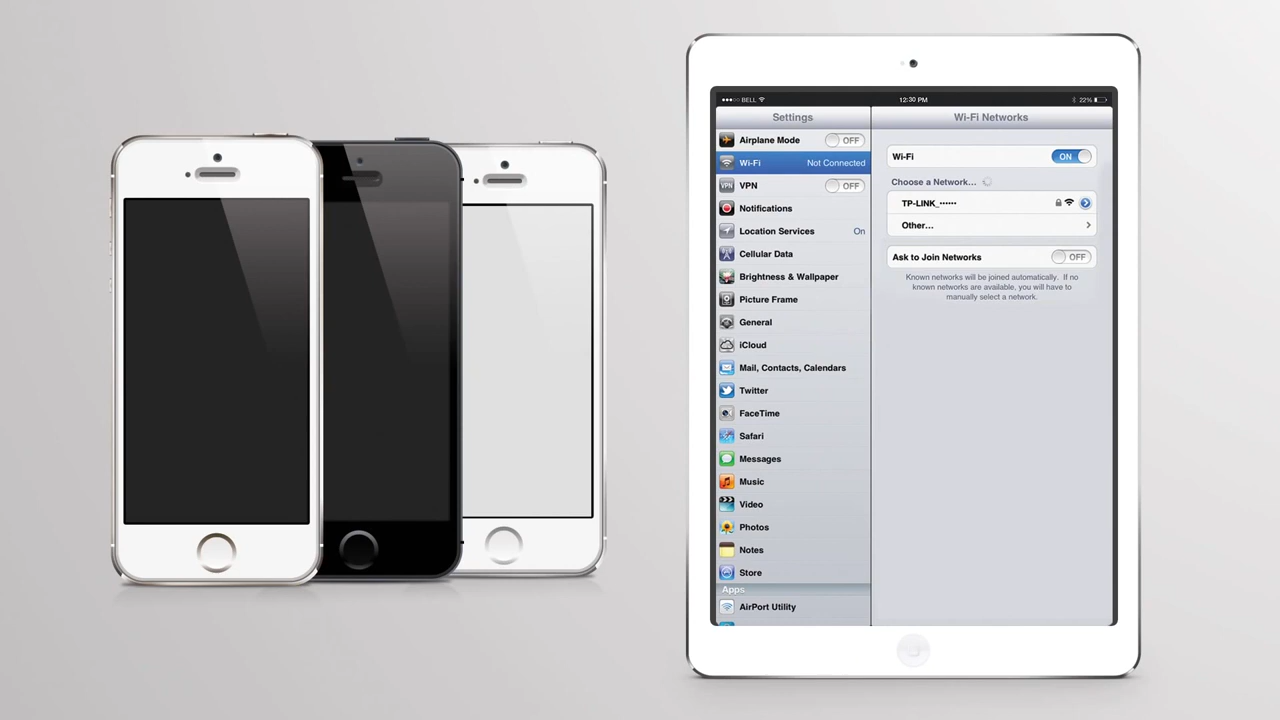 ●●●○○ BELL
12:30 PM
22%
Settings
Airplane Mode OFF
Wi-Fi Not Connected
VPN VPN OFF
Notifications
Location Services On
Cellular Data
Brightness & Wallpaper
Picture Frame
General
iCloud
Mail, Contacts, Calendars
Twitter
FaceTime
Safari
Messages
Music
Video
Photos
Notes
Store
Apps
AirPort Utility
Wi-Fi Networks
Wi-Fi ON
Choose a Network...
TP-LINK_••••••
Other...
Ask to Join Networks OFF
Known networks will be joined automatically. If no
known networks are available, you will have to
manually select a network.